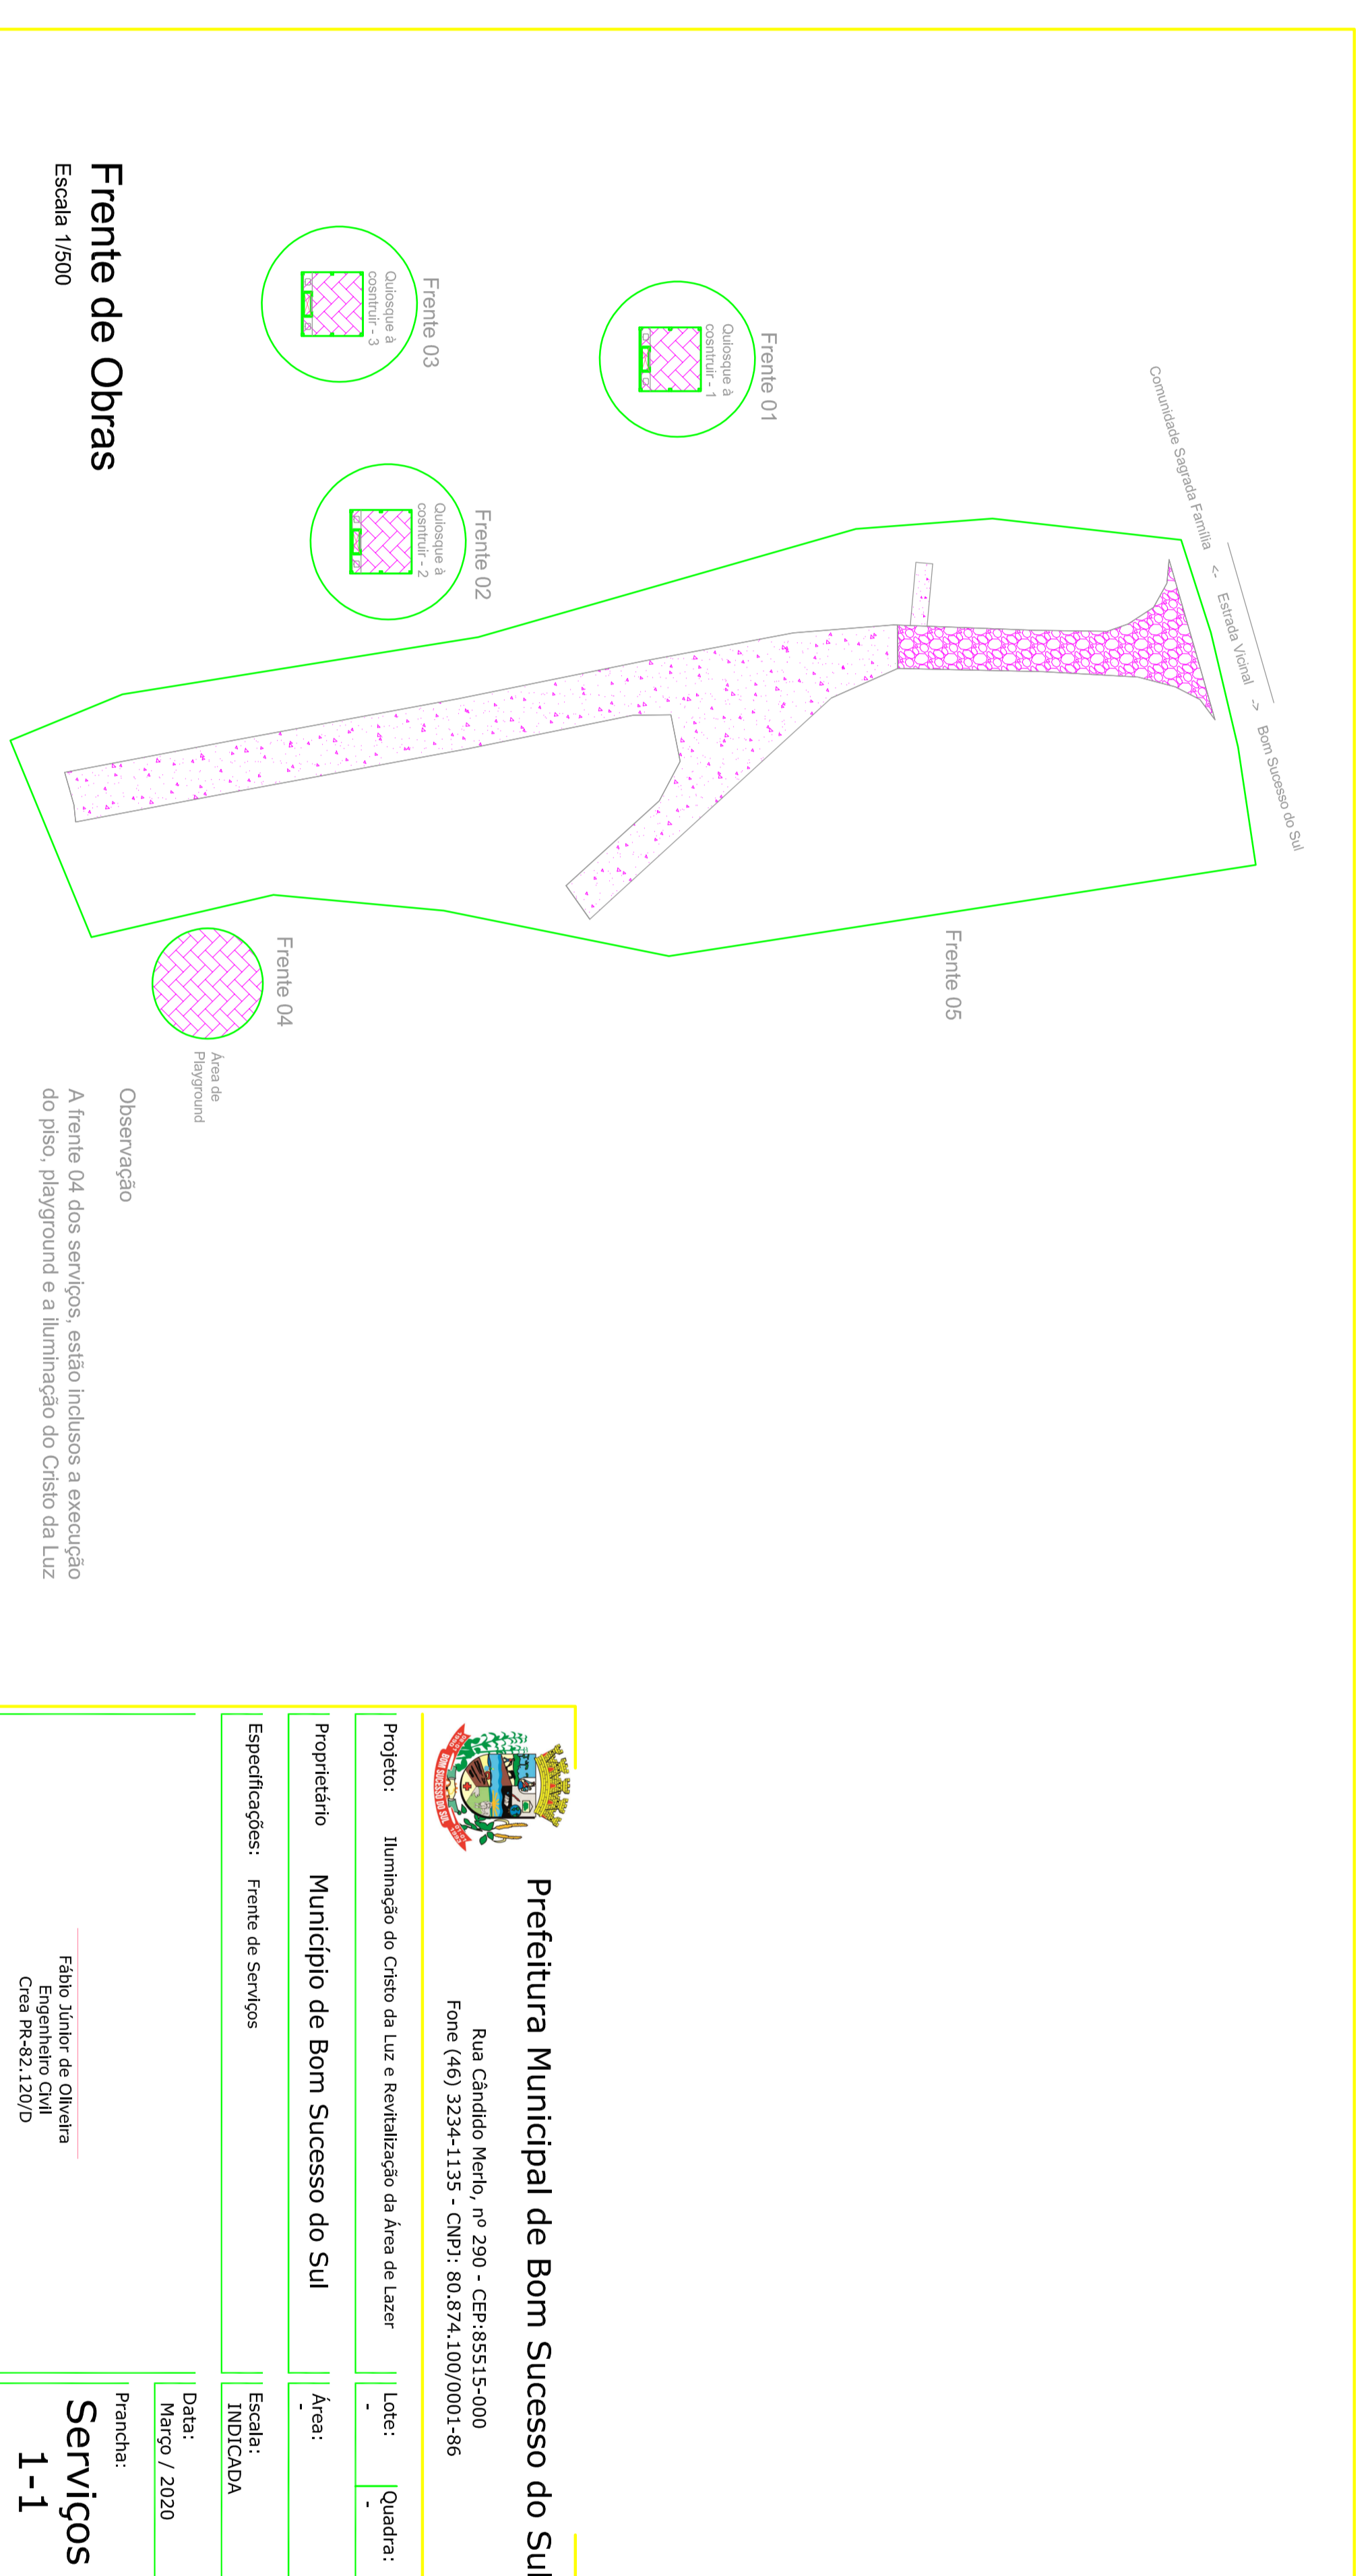 Comunidade Sagrada Família <- Estrada Vicinal -> Bom Sucesso do Sul
Frente 05
Frente 01
Quiosque à
cosntruir - 1
Frente 02
Quiosque à
cosntruir - 2
Frente 03
Quiosque à
cosntruir - 3
Frente 04
Área de
Playground
Observação
A frente 04 dos serviços, estão inclusos a execução
do piso, playground e a iluminação do Cristo da Luz
Frente de Obras
Escala 1/500
BOM SUCESSO DO SUL
Prefeitura Municipal de Bom Sucesso do Sul
Rua Cândido Merlo, nº 290 - CEP:85515-000
Fone (46) 3234-1135 - CNPJ: 80.874.100/0001-86
Projeto: Iluminação do Cristo da Luz e Revitalização da Área de Lazer
Lote:
-
Quadra:
-
Proprietário Município de Bom Sucesso do Sul
Área:
-
Especificações: Frente de Serviços
Escala:
INDICADA
Data:
Março / 2020
Prancha:
Serviços
1-1
Fábio Júnior de Oliveira
Engenheiro Civil
Crea PR-82.120/D